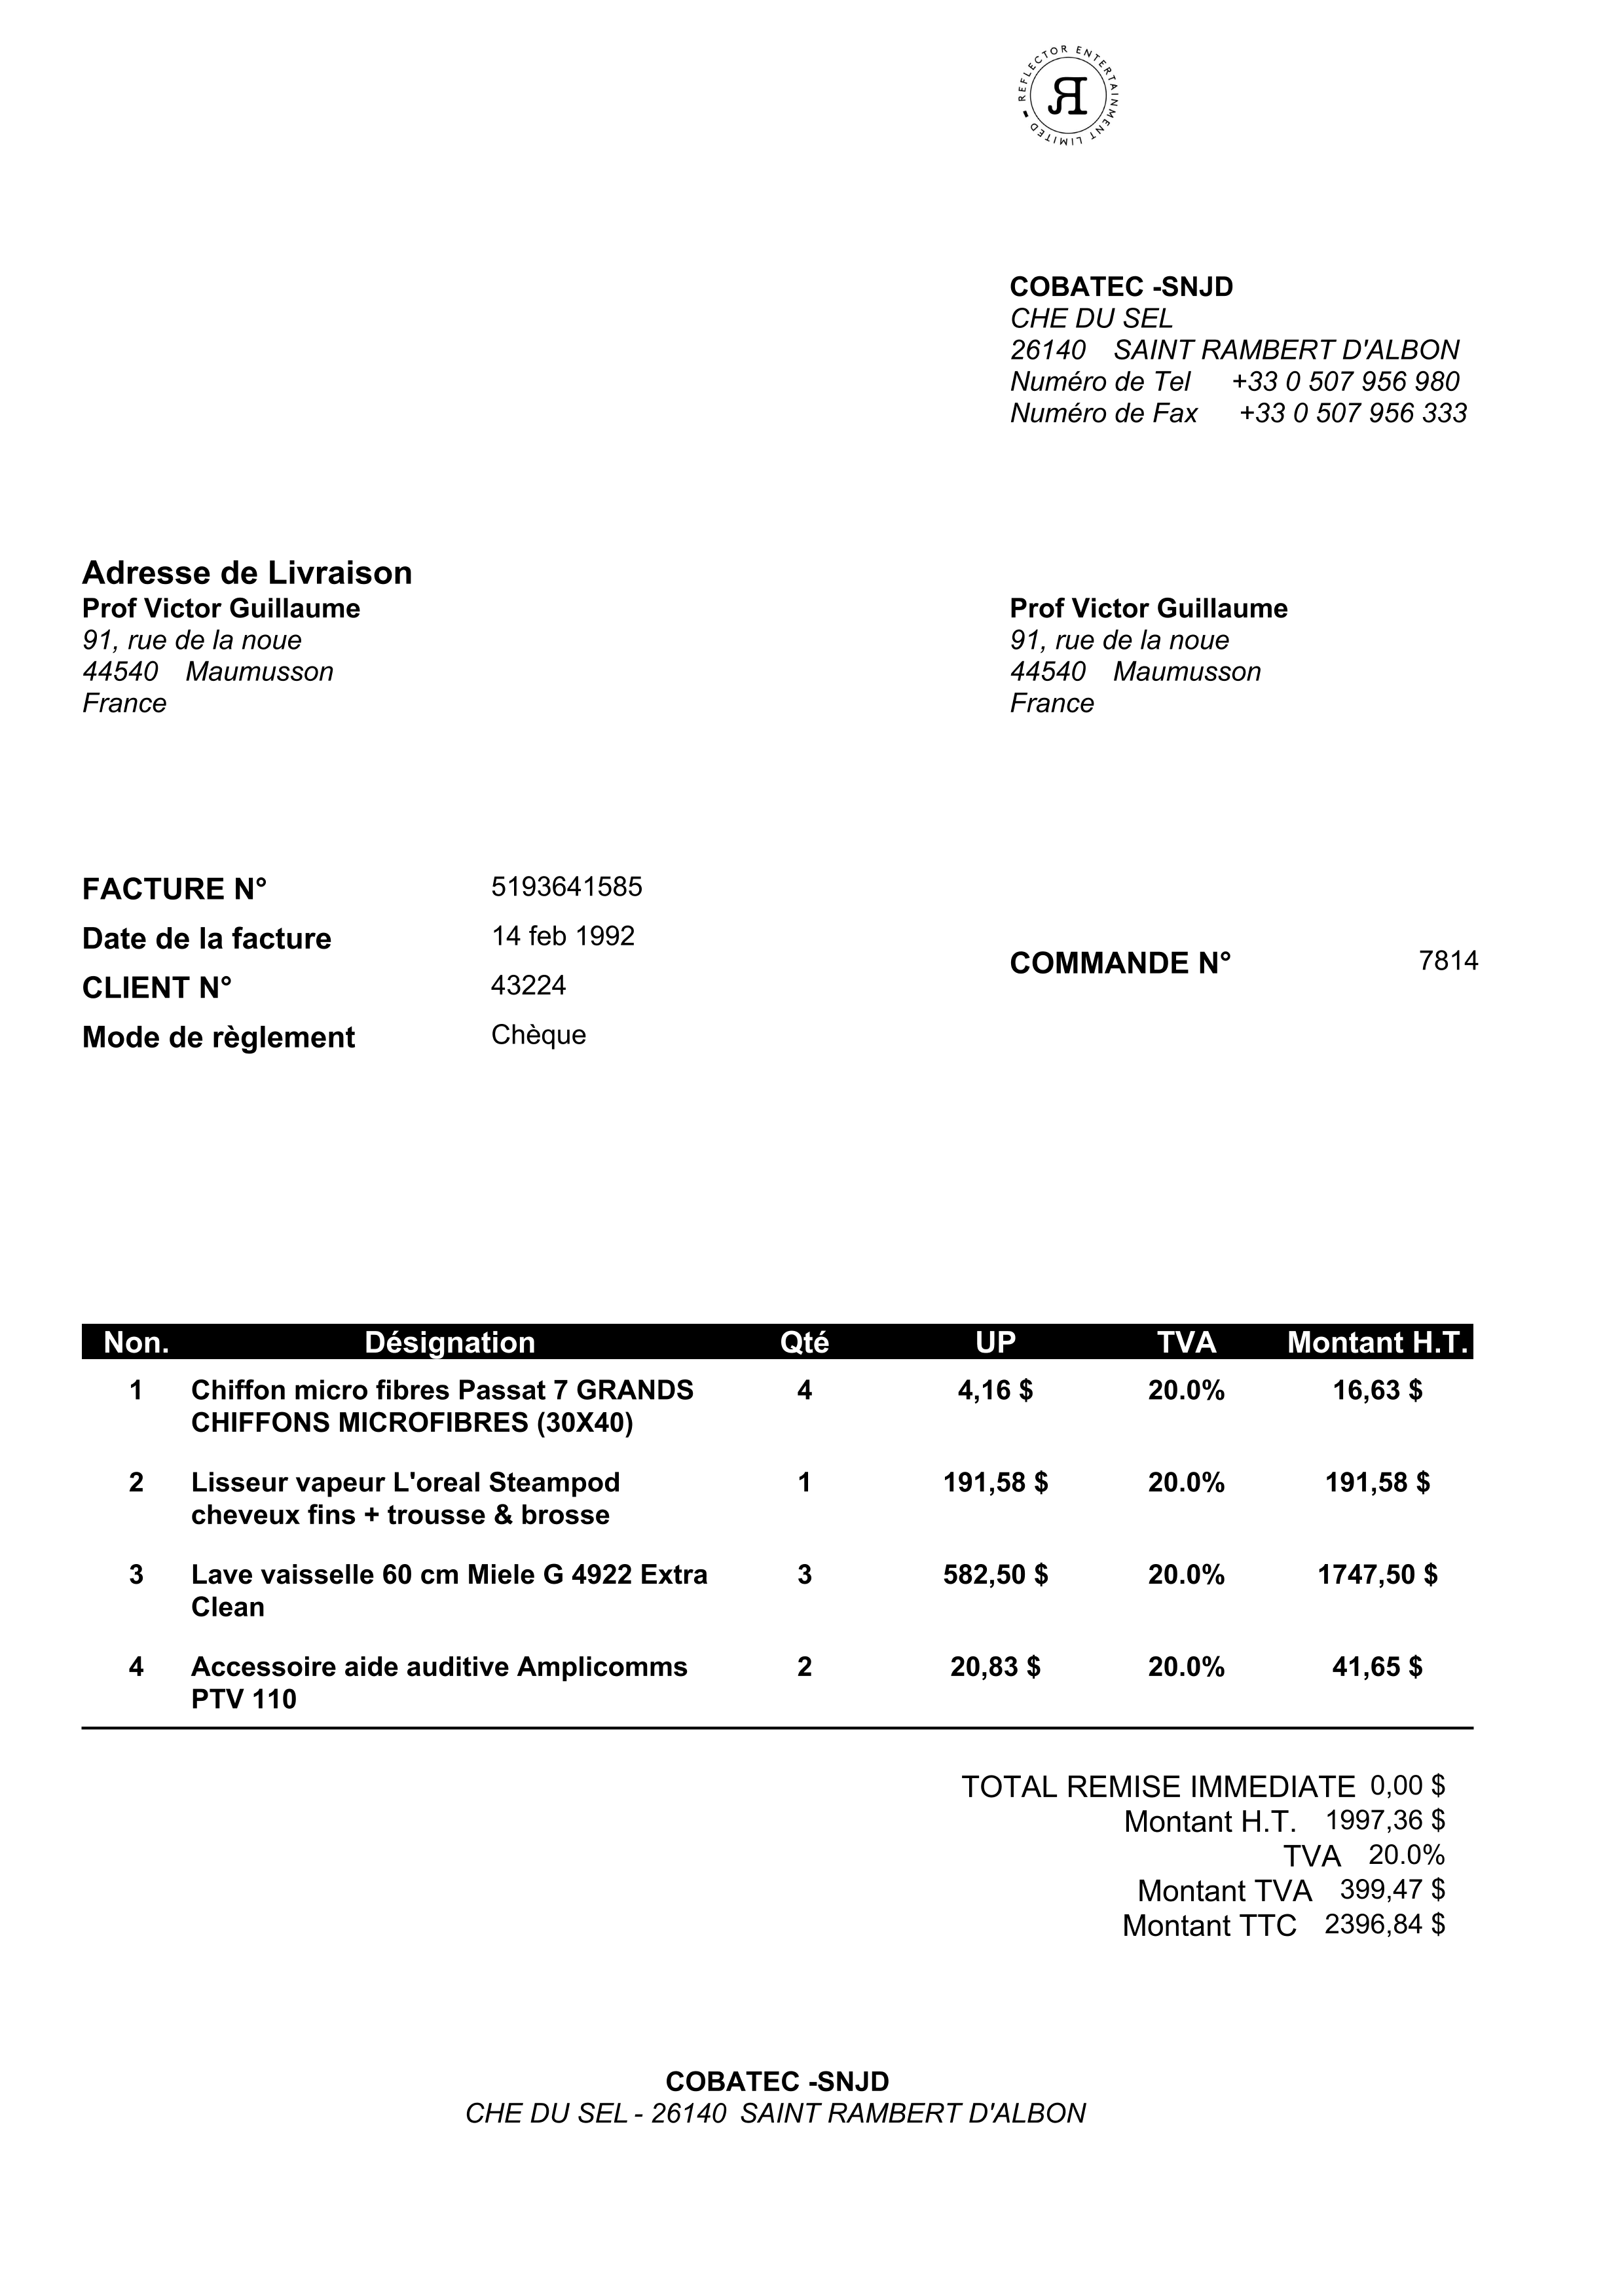 REFLECTOR ENTERTAINMENT LIMITED
COBATEC -SNJD
CHE DU SEL
26140 SAINT RAMBERT D'ALBON
Numéro de Tel +33 0 507 956 980
Numéro de Fax +33 0 507 956 333
Adresse de Livraison
Prof Victor Guillaume
91, rue de la noue
44540 Maumusson
France
Prof Victor Guillaume
91, rue de la noue
44540 Maumusson
France
FACTURE N° 5193641585
Date de la facture 14 feb 1992
CLIENT N° 43224
Mode de règlement Chèque
COMMANDE N° 7814
Non. Désignation Qté UP TVA Montant H.T.
1 Chiffon micro fibres Passat 7 GRANDS 4 4,16 $ 20.0% 16,63 $
CHIFFONS MICROFIBRES (30X40)
2 Lisseur vapeur L'oreal Steampod 1 191,58 $ 20.0% 191,58 $
cheveux fins + trousse & brosse
3 Lave vaisselle 60 cm Miele G 4922 Extra 3 582,50 $ 20.0% 1747,50 $
Clean
4 Accessoire aide auditive Amplicomms 2 20,83 $ 20.0% 41,65 $
PTV 110
TOTAL REMISE IMMEDIATE 0,00 $
Montant H.T. 1997,36 $
TVA 20.0%
Montant TVA 399,47 $
Montant TTC 2396,84 $
COBATEC -SNJD
CHE DU SEL - 26140 SAINT RAMBERT D'ALBON